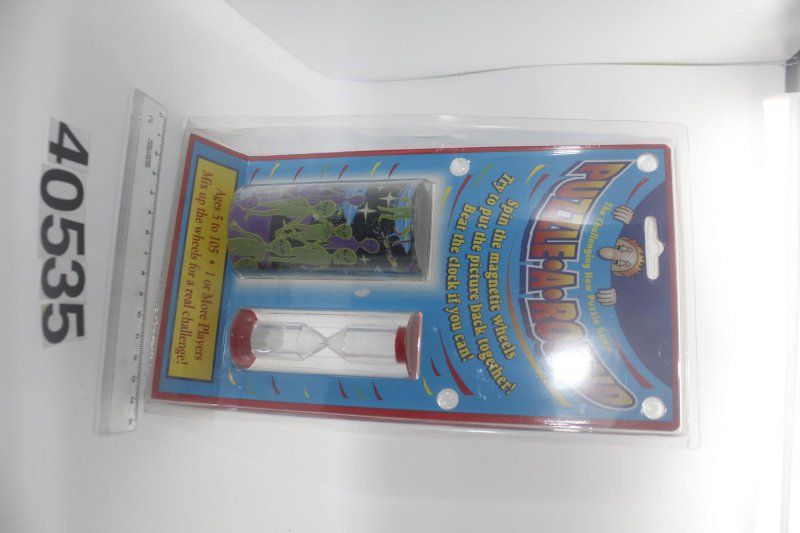 The Challenging New Puzzle Game
PUZZLE•A•ROUND
TM
Spin the magnetic wheels
Try to put the picture back together!
Beat the clock if you can!
Ages 5 to 105 * 1 or More Players
Mix up the wheels for a real challenge!
40535